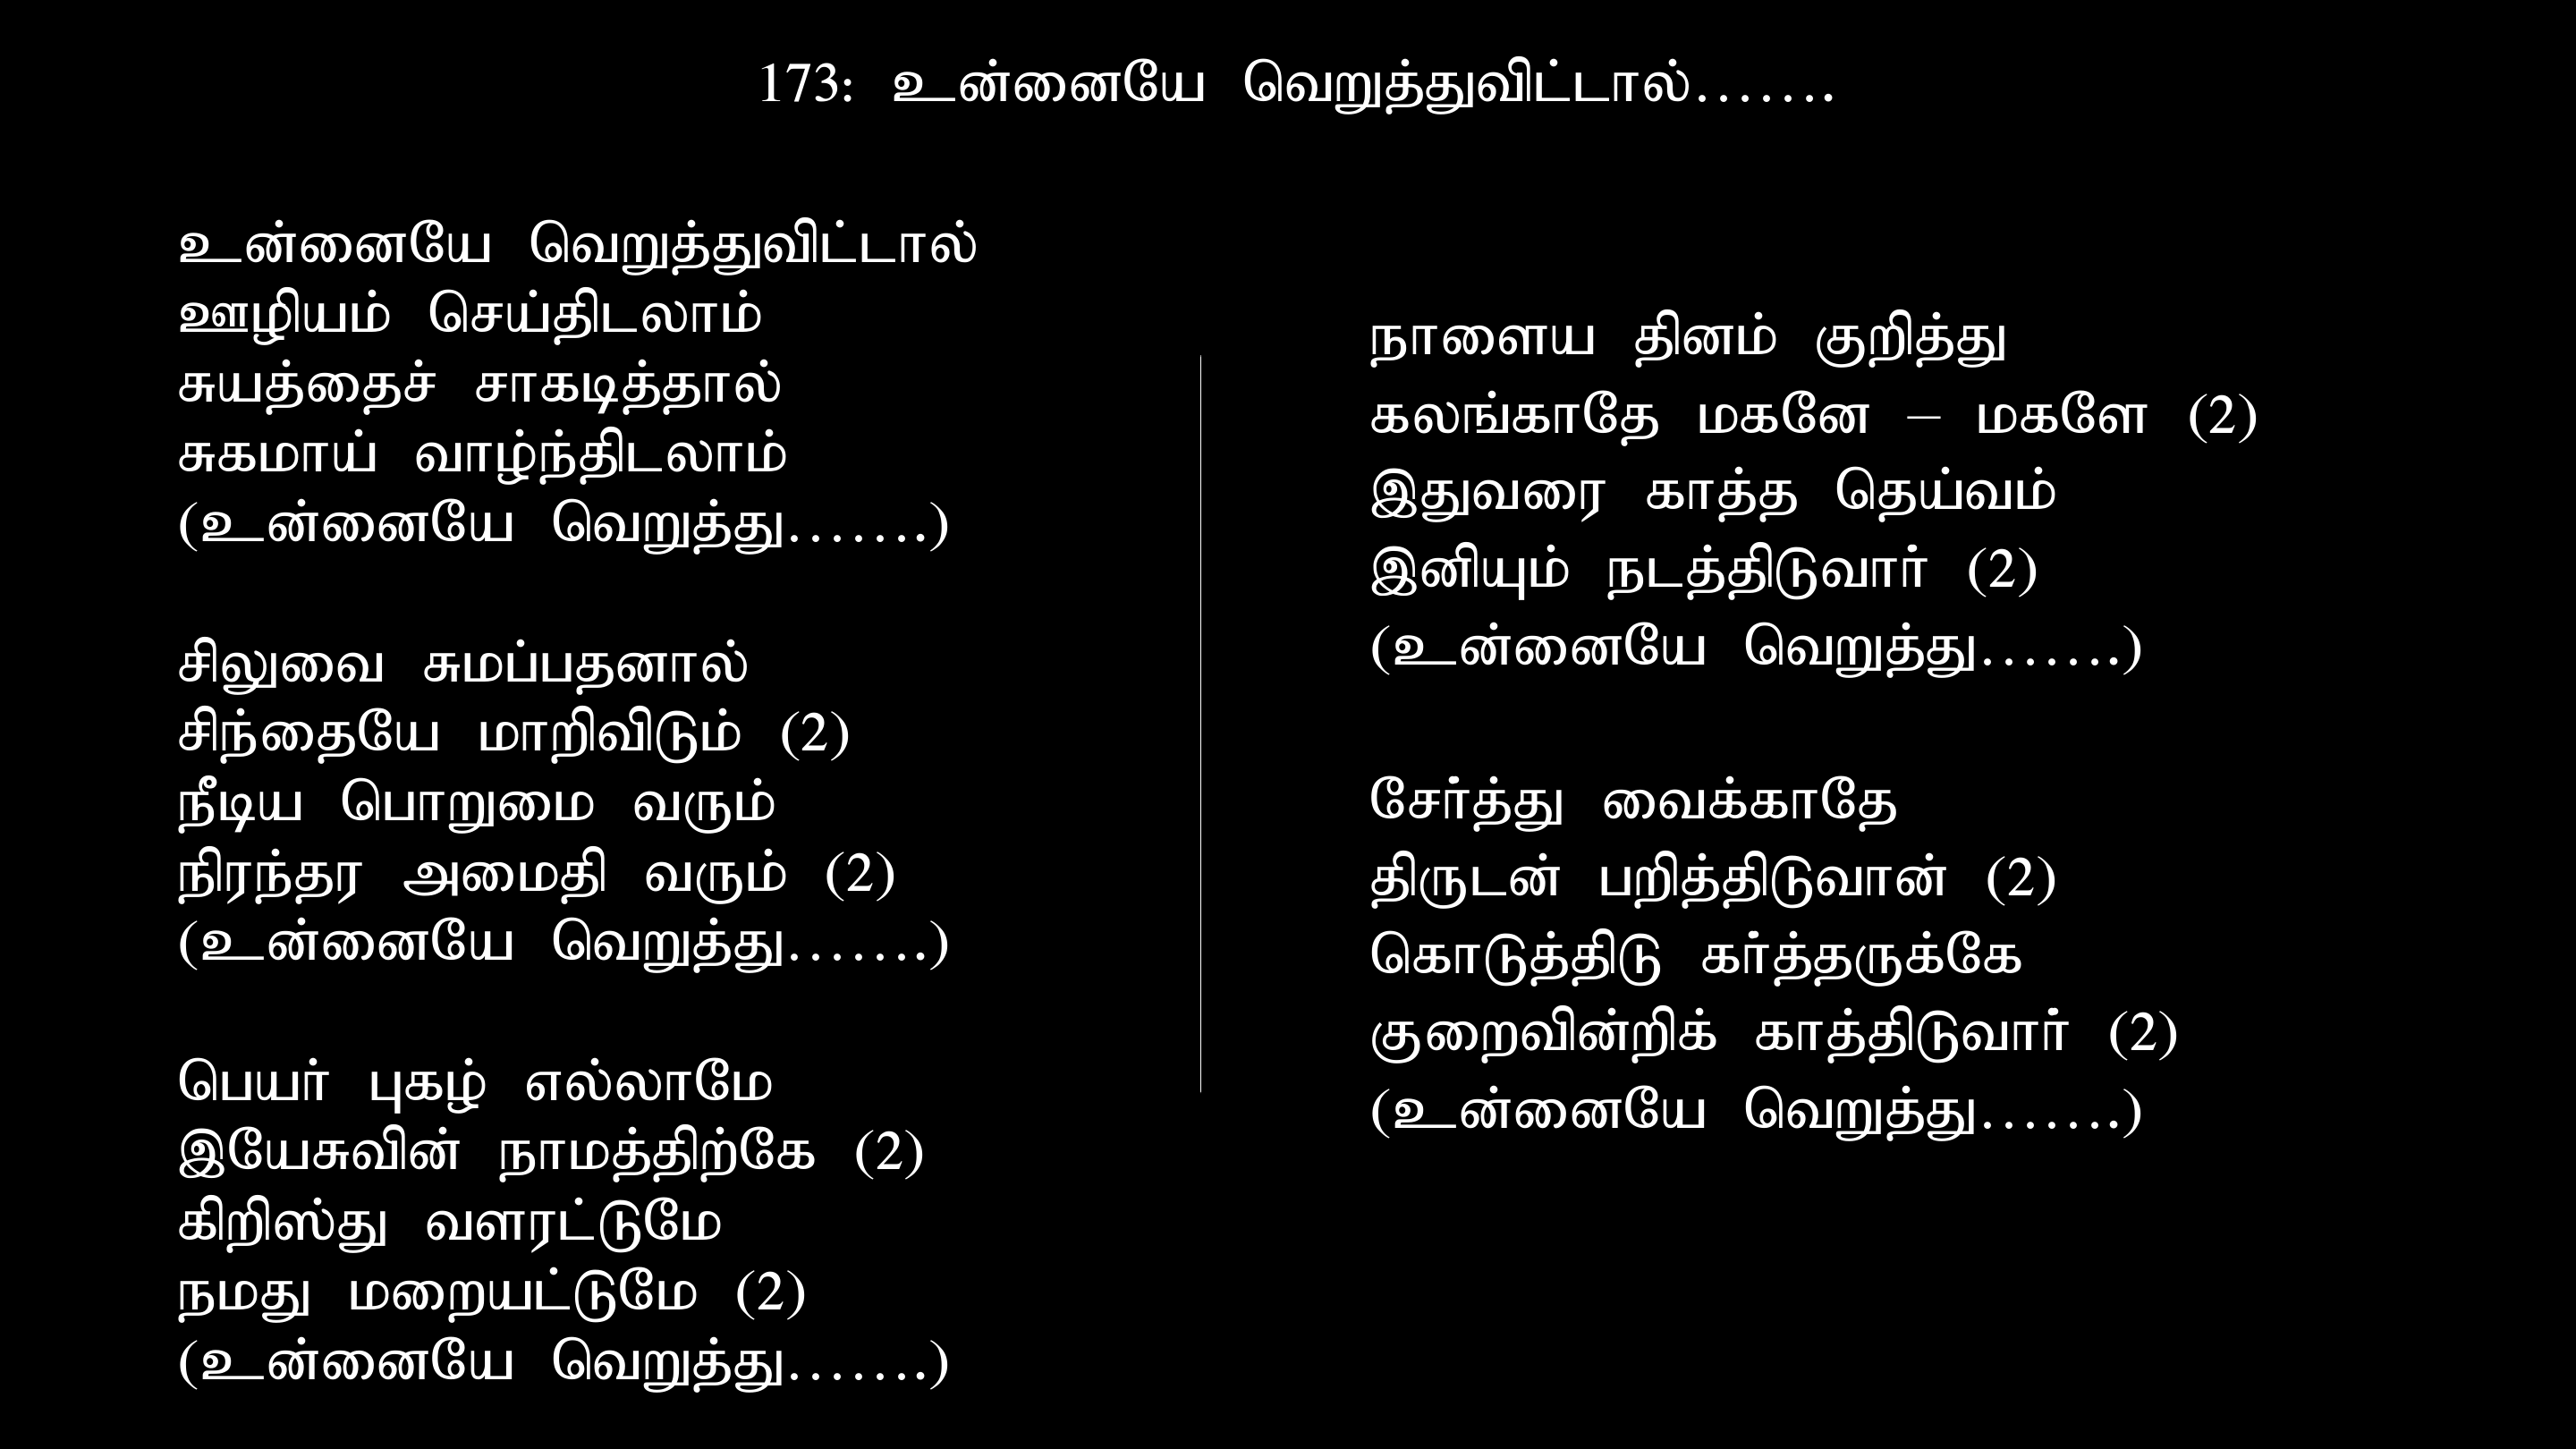 173: உன்னையே வெறுத்துவிட்டால்…….
உன்னையே வெறுத்துவிட்டால்
ஊழியம் செய்திடலாம்
சுயத்தைச் சாகடித்தால்
சுகமாய் வாழ்ந்திடலாம்
(உன்னையே வெறுத்து…….)
சிலுவை சுமப்பதனால்
சிந்தையே மாறிவிடும் (2)
நீடிய பொறுமை வரும்
நிரந்தர அமைதி வரும் (2)
(உன்னையே வெறுத்து…….)
பெயர் புகழ் எல்லாமே
இயேசுவின் நாமத்திற்கே (2)
கிறிஸ்து வளரட்டுமே
நமது மறையட்டுமே (2)
(உன்னையே வெறுத்து…….)
நாளைய தினம் குறித்து
கலங்காதே மகனே – மகளே (2)
இதுவரை காத்த தெய்வம்
இனியும் நடத்திடுவார் (2)
(உன்னையே வெறுத்து…….)
சேர்த்து வைக்காதே
திருடன் பறித்திடுவான் (2)
கொடுத்திடு கர்த்தருக்கே
குறைவின்றிக் காத்திடுவார் (2)
(உன்னையே வெறுத்து…….)